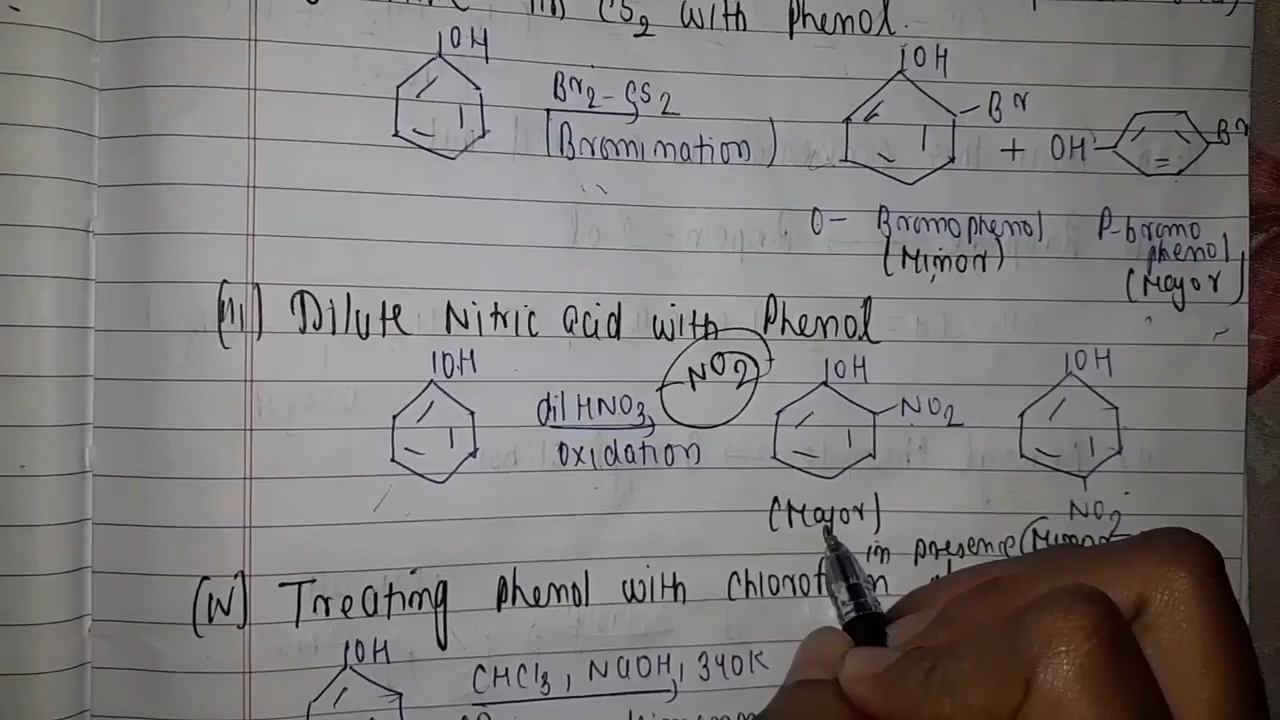 CS2 with Phenol.
OH
Br2-CS2
(Bromination)
OH
Br
+ OH
Br
O- Bromophenol
(Minor)
P-bromo
phenol
(Major)
(iii) Dilute Nitric acid with Phenol
OH
dil HNO3
oxidation
NO2
OH
NO2
(Major)
OH
NO2
(Minor
in presence
(iv) Treating phenol with
OH
CHCl3, NaOH, 340K